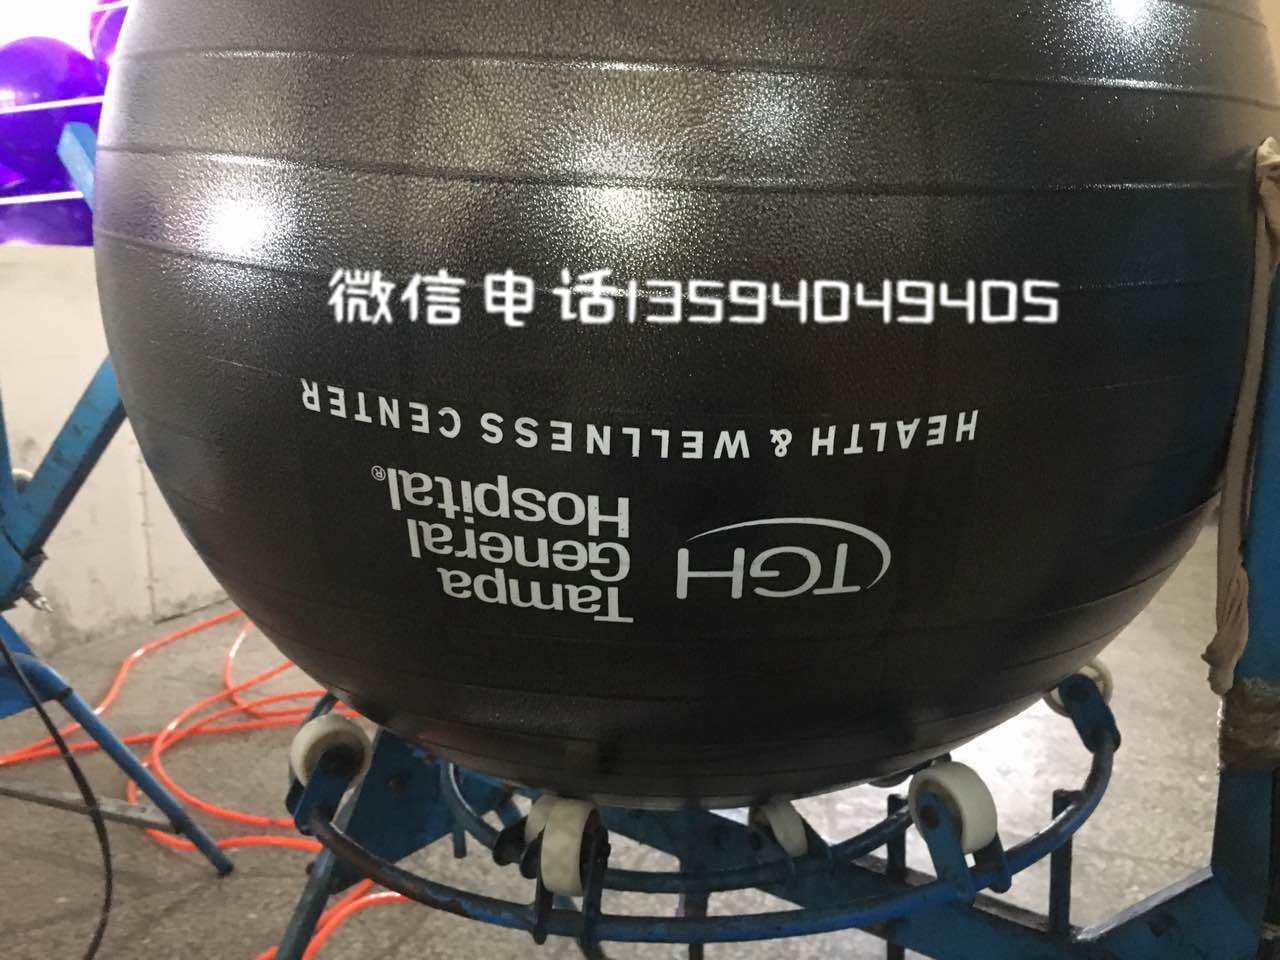 微信电话13594049405
TGH
Tampa
General
Hospital®
HEALTH & WELLNESS CENTER